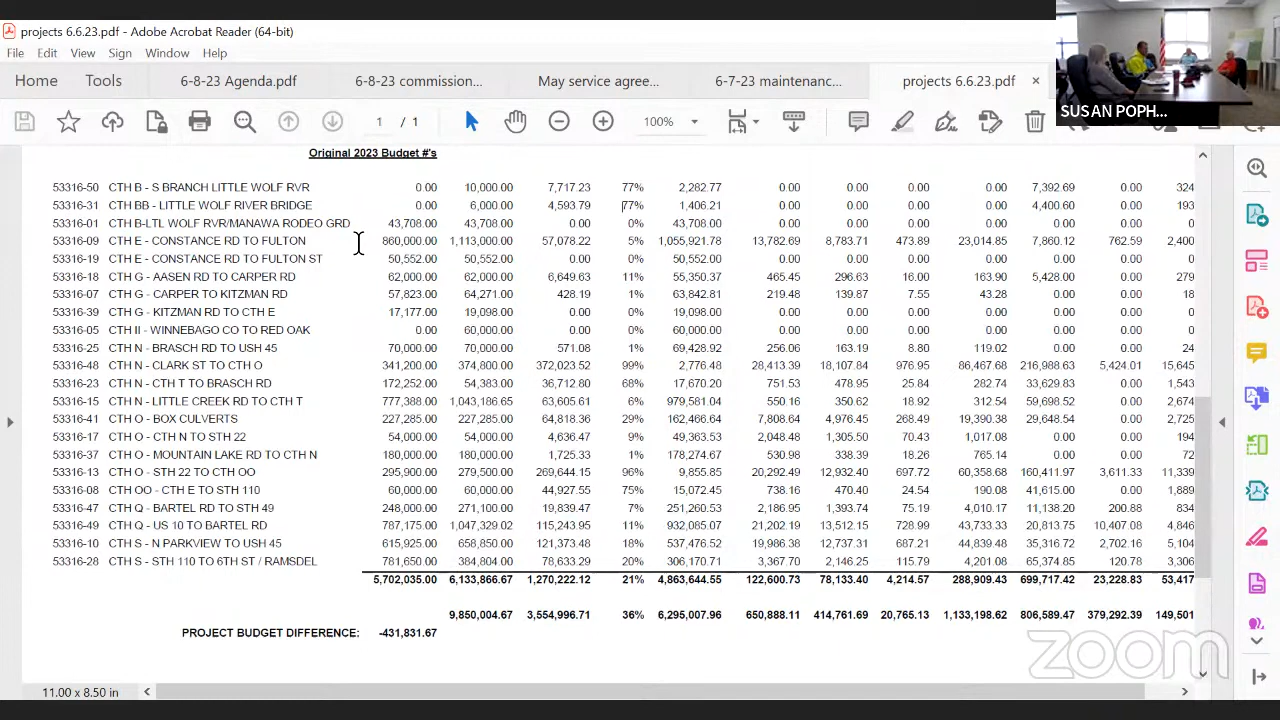 projects 6.6.23.pdf - Adobe Acrobat Reader (64-bit)
File Edit View Sign Window Help
Home Tools 6-8-23 Agenda.pdf 6-8-23 commission... May service agree... 6-7-23 maintenanc... projects 6.6.23.pdf ×
SUSAN POPH...
1 / 1 100%
Original 2023 Budget #'s
53316-50 CTH B - S BRANCH LITTLE WOLF RVR 0.00 10,000.00 7,717.23 77% 2,282.77 0.00 0.00 0.00 0.00 7,392.69 0.00 324
53316-31 CTH BB - LITTLE WOLF RIVER BRIDGE 0.00 6,000.00 4,593.79 77% 1,406.21 0.00 0.00 0.00 0.00 4,400.60 0.00 193
53316-01 CTH B-LTL WOLF RVR/MANAWA RODEO GRD 43,708.00 43,708.00 0.00 0% 43,708.00 0.00 0.00 0.00 0.00 0.00 0.00 0
53316-09 CTH E - CONSTANCE RD TO FULTON 860,000.00 1,113,000.00 57,078.22 5% 1,055,921.78 13,782.09 8,783.71 473.89 23,014.85 7,860.12 762.59 2,400
53316-19 CTH E - CONSTANCE RD TO FULTON ST 50,552.00 50,552.00 0.00 0% 50,552.00 0.00 0.00 0.00 0.00 0.00 0.00 0
53316-18 CTH G - AASEN RD TO CARPER RD 62,000.00 62,000.00 6,649.63 11% 55,350.37 465.45 296.63 16.00 163.90 5,428.00 0.00 279
53316-07 CTH G - CARPER TO KITZMAN RD 57,823.00 64,271.00 428.19 1% 63,842.81 219.48 139.87 7.55 43.28 0.00 0.00 18
53316-39 CTH G - KITZMAN RD TO CTH E 17,177.00 19,098.00 0.00 0% 19,098.00 0.00 0.00 0.00 0.00 0.00 0.00 0
53316-05 CTH II - WINNEBAGO CO TO RED OAK 0.00 60,000.00 0.00 0% 60,000.00 0.00 0.00 0.00 0.00 0.00 0.00 0
53316-25 CTH N - BRASCH RD TO USH 45 70,000.00 70,000.00 571.08 1% 69,428.92 256.06 163.19 8.80 119.02 0.00 0.00 24
53316-48 CTH N - CLARK ST TO CTH O 341,200.00 374,800.00 372,023.52 99% 2,776.48 28,413.39 18,107.84 976.95 86,467.68 216,988.63 5,424.01 15,645
53316-23 CTH N - CTH T TO BRASCH RD 172,252.00 54,383.00 36,712.80 68% 17,670.20 751.53 478.95 25.84 282.74 33,629.83 0.00 1,543
53316-15 CTH N - LITTLE CREEK RD TO CTH T 777,388.00 1,043,186.65 63,605.61 6% 979,581.04 550.16 350.62 18.92 312.54 59,698.52 0.00 2,674
53316-41 CTH O - BOX CULVERTS 227,285.00 227,285.00 64,818.36 29% 162,466.64 7,808.64 4,976.45 268.49 19,390.38 29,648.54 0.00 2,725
53316-17 CTH O - CTH N TO STH 22 54,000.00 54,000.00 4,636.47 9% 49,363.53 2,048.48 1,305.50 70.43 1,017.08 0.00 0.00 194
53316-37 CTH O - MOUNTAIN LAKE RD TO CTH N 180,000.00 180,000.00 1,725.33 1% 178,274.67 530.98 338.39 18.26 765.14 0.00 0.00 72
53316-13 CTH O - STH 22 TO CTH OO 295,900.00 279,500.00 269,644.15 96% 9,855.85 20,292.49 12,932.40 697.72 60,358.68 160,411.97 3,611.33 11,339
53316-08 CTH OO - CTH E TO STH 110 60,000.00 60,000.00 44,927.55 75% 15,072.45 738.16 470.40 24.54 190.08 41,615.00 0.00 1,889
53316-47 CTH Q - BARTEL RD TO STH 49 248,000.00 271,100.00 19,839.47 7% 251,260.53 2,186.95 1,393.74 75.19 4,010.17 11,138.20 200.88 834
53316-49 CTH Q - US 10 TO BARTEL RD 787,175.00 1,047,329.02 115,243.95 11% 932,085.07 21,202.19 13,512.15 728.99 43,733.33 20,813.75 10,407.08 4,846
53316-10 CTH S - N PARKVIEW TO USH 45 615,925.00 658,850.00 121,373.48 18% 537,476.52 19,986.38 12,737.31 687.21 44,839.48 35,316.72 2,702.16 5,104
53316-28 CTH S - STH 110 TO 6TH ST / RAMSDEL 781,650.00 384,804.00 78,633.29 20% 306,170.71 3,367.70 2,146.25 115.79 4,201.08 65,374.85 120.78 3,306
5,702,035.00 6,133,866.67 1,270,222.12 21% 4,863,644.55 122,600.73 78,133.40 4,214.57 288,909.43 699,717.42 23,228.83 53,417
9,850,004.67 3,554,996.71 36% 6,295,007.96 650,888.11 414,761.69 20,765.13 1,133,198.62 806,589.47 379,292.39 149,501
PROJECT BUDGET DIFFERENCE: -431,831.67
zoom
11.00 x 8.50 in